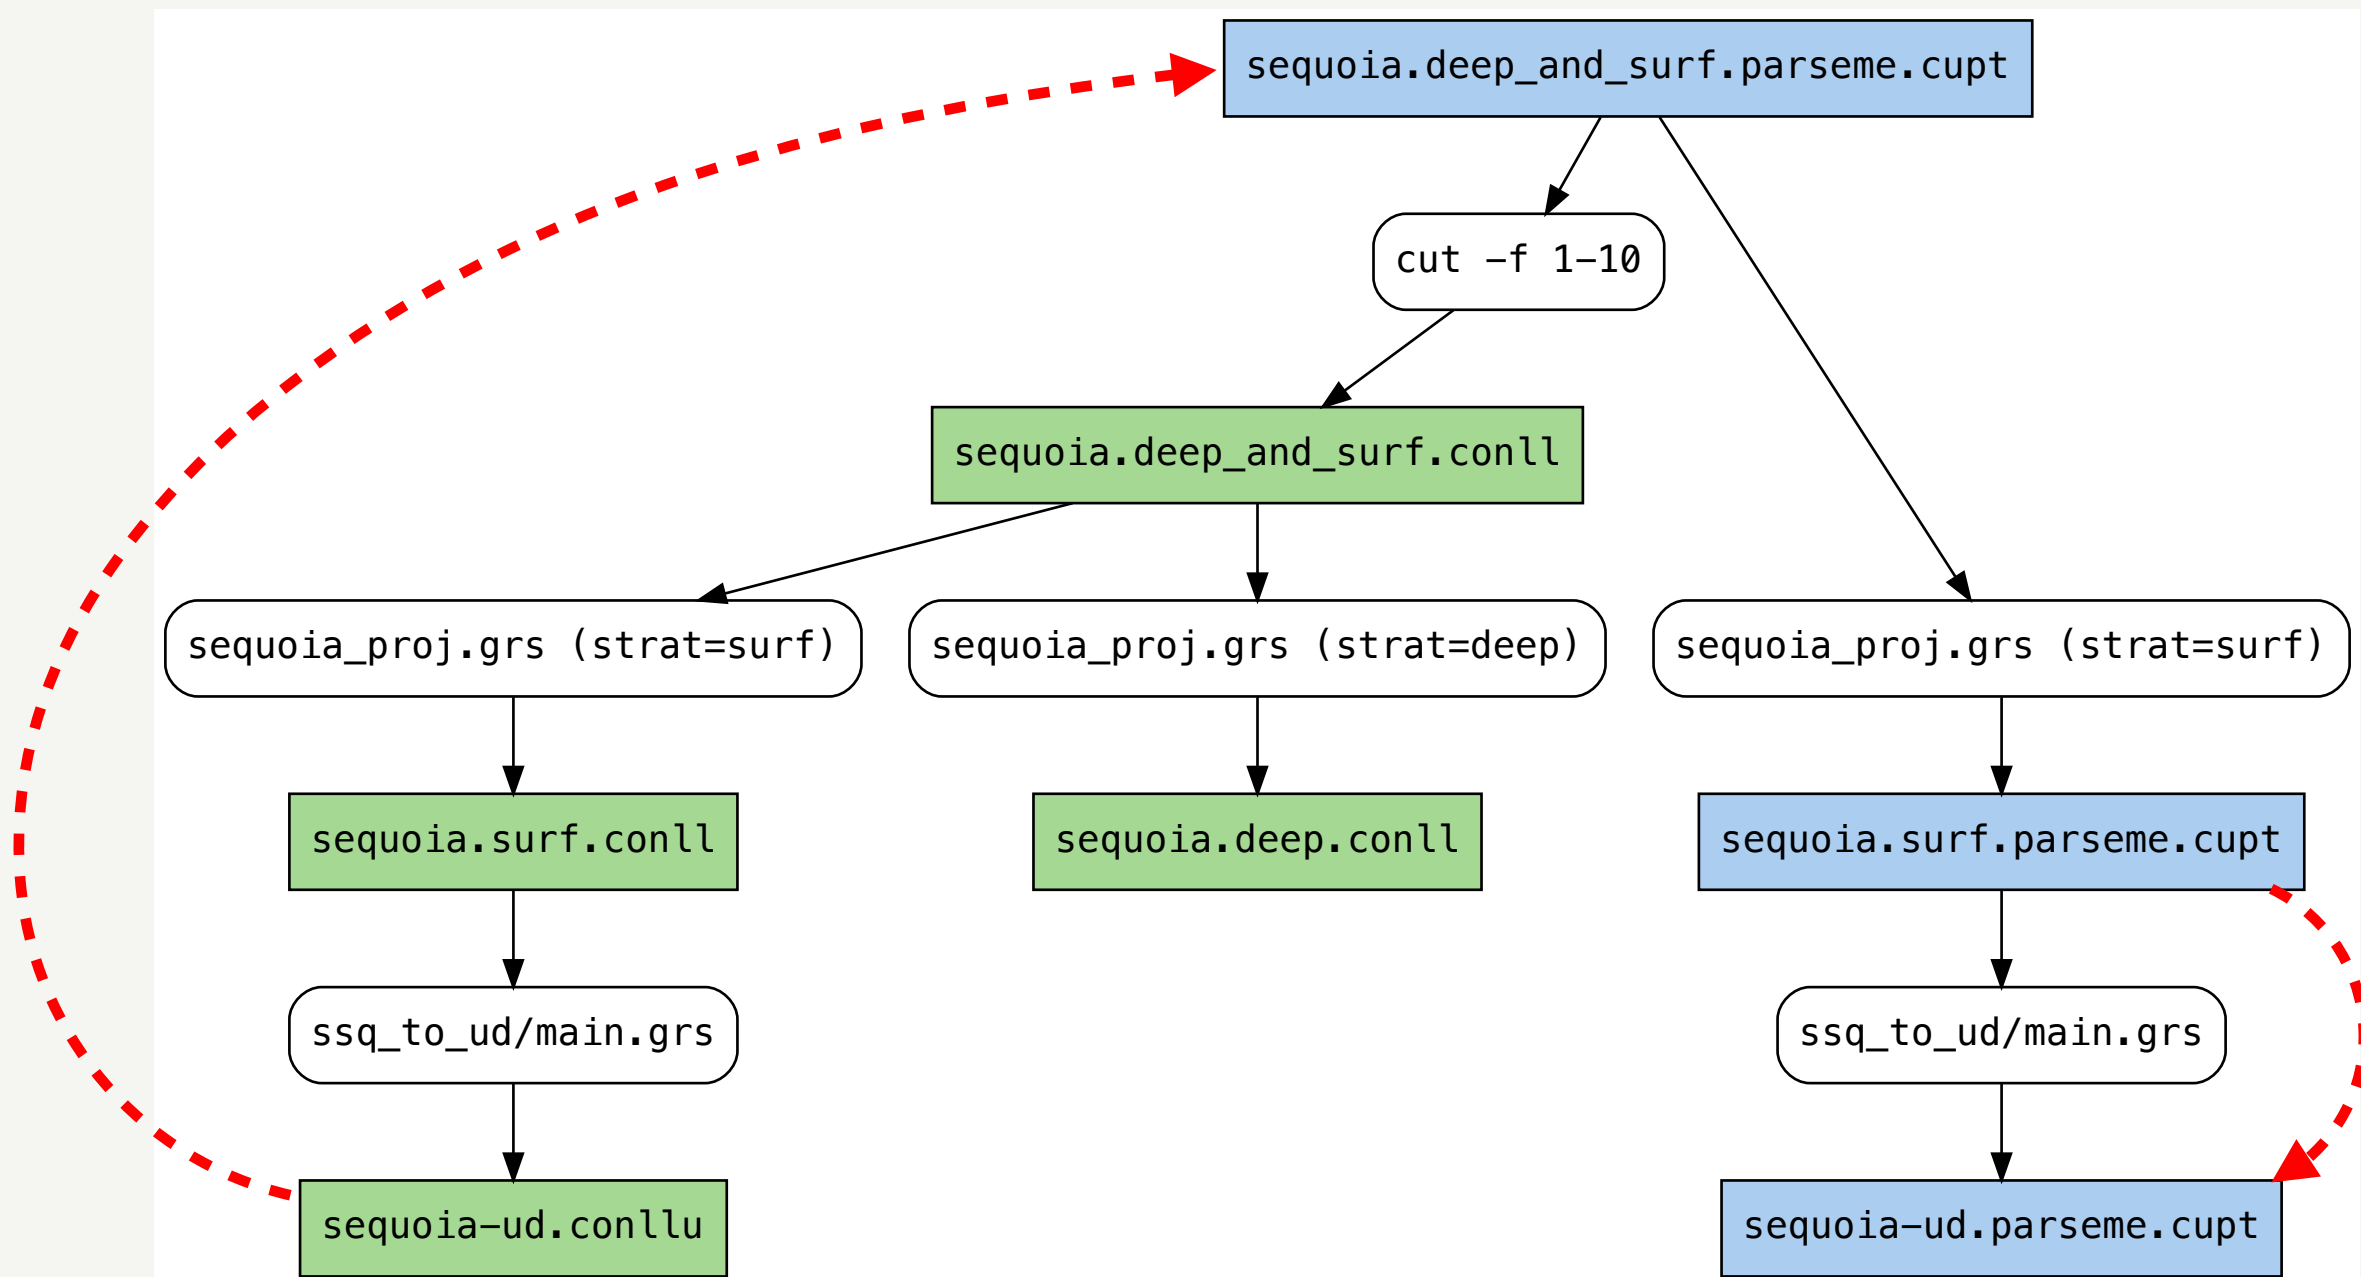 sequoia.deep_and_surf.parseme.cupt
cut -f 1-10
sequoia.deep_and_surf.conll
sequoia_proj.grs (strat=surf)
sequoia_proj.grs (strat=deep)
sequoia_proj.grs (strat=surf)
sequoia.surf.conll
sequoia.deep.conll
sequoia.surf.parseme.cupt
ssq_to_ud/main.grs
ssq_to_ud/main.grs
sequoia-ud.conllu
sequoia-ud.parseme.cupt